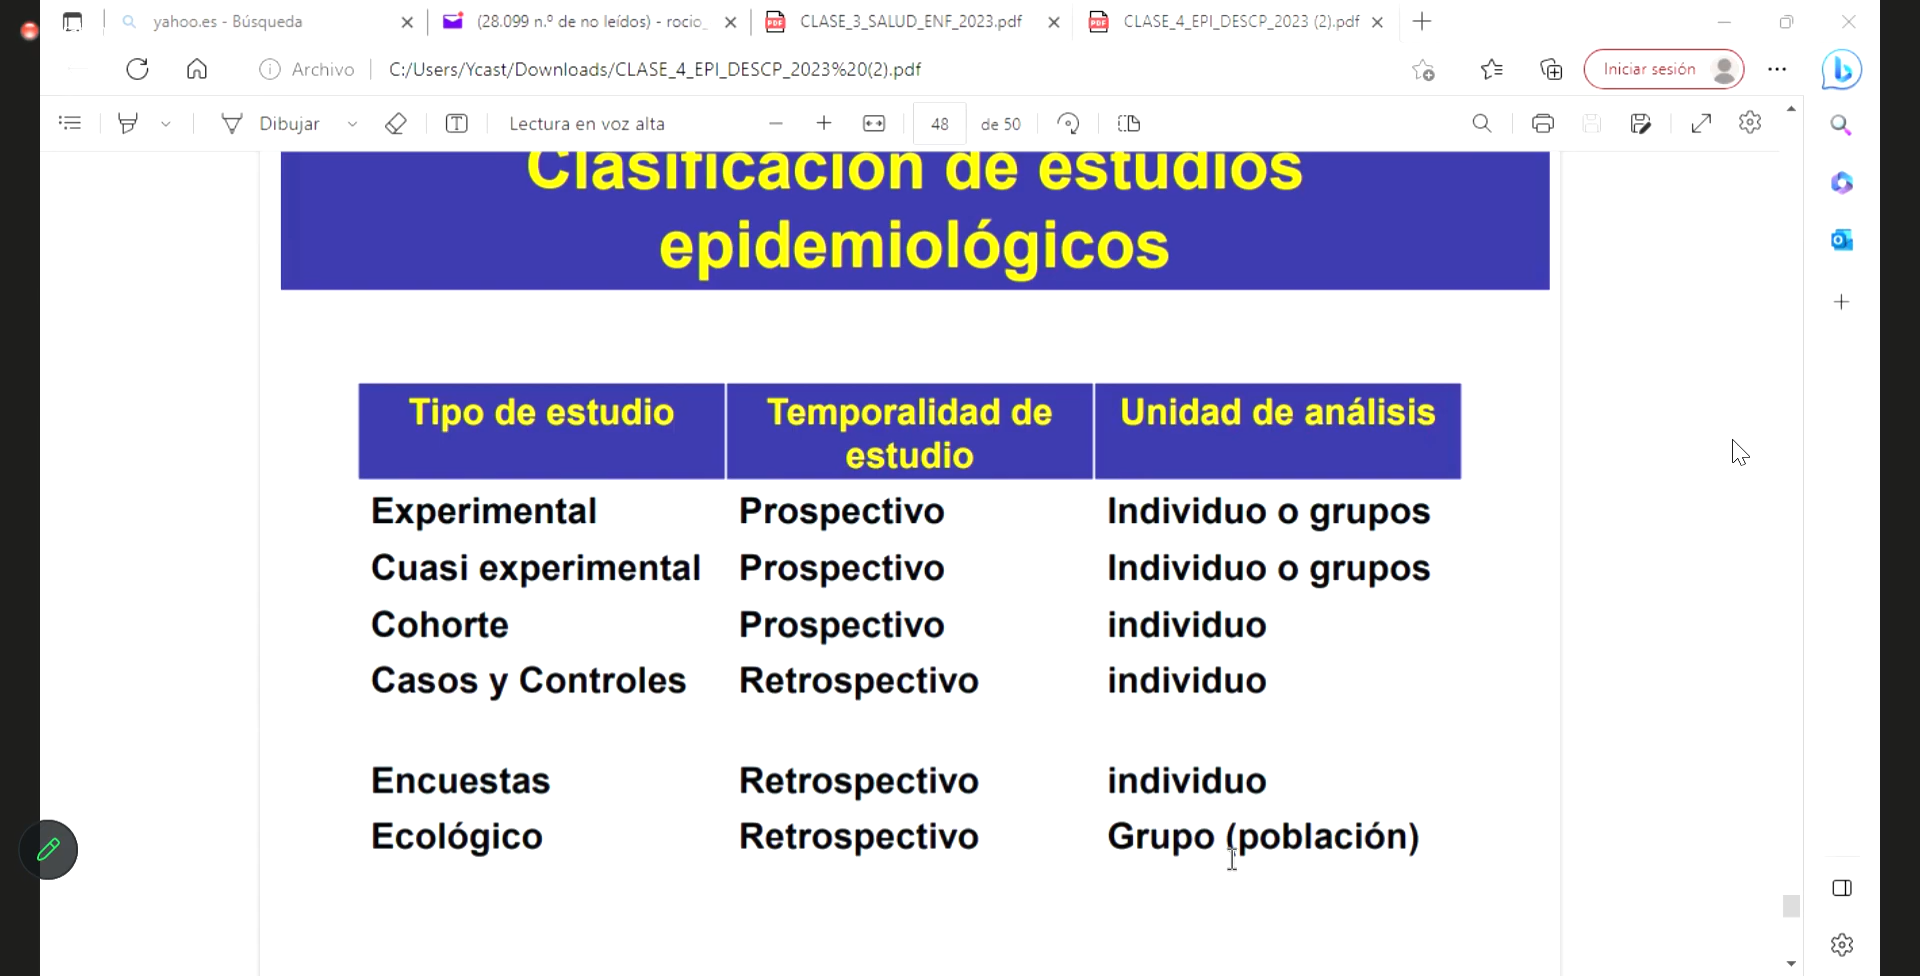 yahoo.es - Búsqueda
(28.099 n.º de no leídos) - rocio_
CLASE_3_SALUD_ENF_2023.pdf
CLASE_4_EPI_DESCP_2023 (2).pdf
Archivo
C:/Users/Ycast/Downloads/CLASE_4_EPI_DESCP_2023%20(2).pdf
Iniciar sesión
Dibujar
Lectura en voz alta
48 de 50
Clasificación de estudios
epidemiológicos
Tipo de estudio
Temporalidad de
estudio
Unidad de análisis
Experimental Prospectivo Individuo o grupos
Cuasi experimental Prospectivo Individuo o grupos
Cohorte Prospectivo individuo
Casos y Controles Retrospectivo individuo
Encuestas Retrospectivo individuo
Ecológico Retrospectivo Grupo (población)